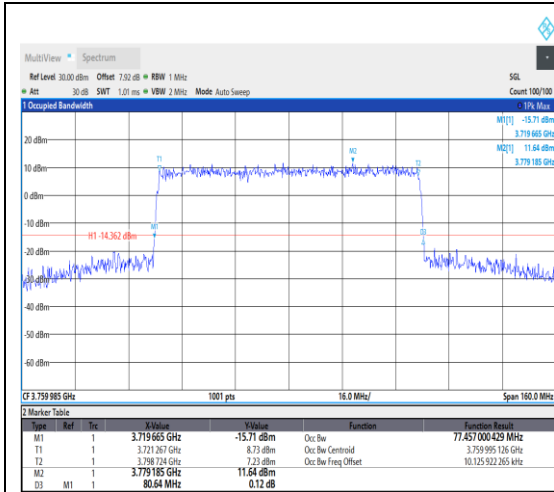 MultiView Spectrum
Ref Level 30.00 dBm Offset 7.92 dB RBW 1 MHz SGL
Att 30 dB SWT 1.01 ms VBW 2 MHz Mode Auto Sweep Count 100/100
1 Occupied Bandwidth 1Pk Max
M1[1] -15.71 dBm
3.719 665 GHz
M2[1] 11.64 dBm
3.779 185 GHz
20 dBm
T1 M2 T2
10 dBm
0 dBm
-10 dBm
M1 D3
H1 -14.362 dBm
-20 dBm
-30 dBm
-40 dBm
-50 dBm
-60 dBm
CF 3.759 985 GHz 1001 pts 16.0 MHz/ Span 160.0 MHz
2 Marker Table
Type Ref Trc X-Value Y-Value Function Function Result
M1 1 3.719 665 GHz -15.71 dBm Occ Bw 77.457 000 429 MHz
T1 1 3.721 267 GHz 8.73 dBm Occ Bw Centroid 3.759 995 126 GHz
T2 1 3.798 724 GHz 7.23 dBm Occ Bw Freq Offset 10.125 922 265 kHz
M2 1 3.779 185 GHz 11.64 dBm
D3 M1 1 80.64 MHz 0.12 dB